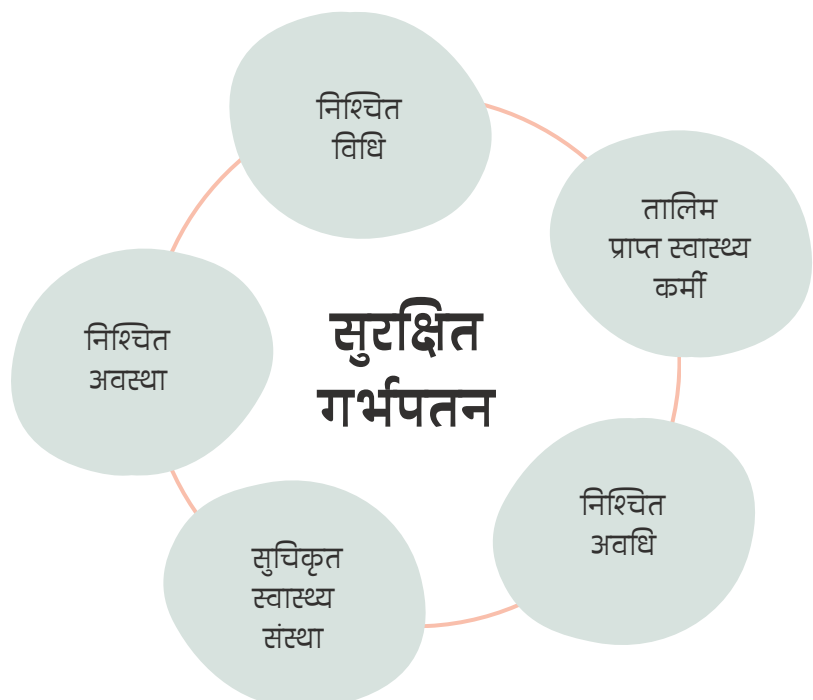 निश्चित
विधि
तालिम
प्राप्त स्वास्थ्य
कर्मी
निश्चित
अवधि
सुचिकृत
स्वास्थ्य
संस्था
निश्चित
अवस्था
सुरक्षित
गर्भपतन